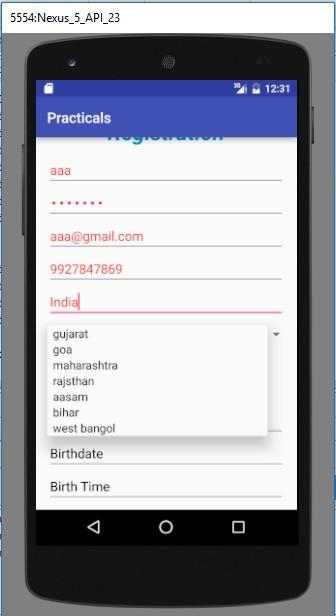 5554:Nexus_5_API_23
3G 12:31
Practicals
Registration
aaa
•••••••
aaa@gmail.com
9927847869
India
gujarat
goa
maharashtra
rajsthan
aasam
bihar
west bangol
Birthdate
Birth Time